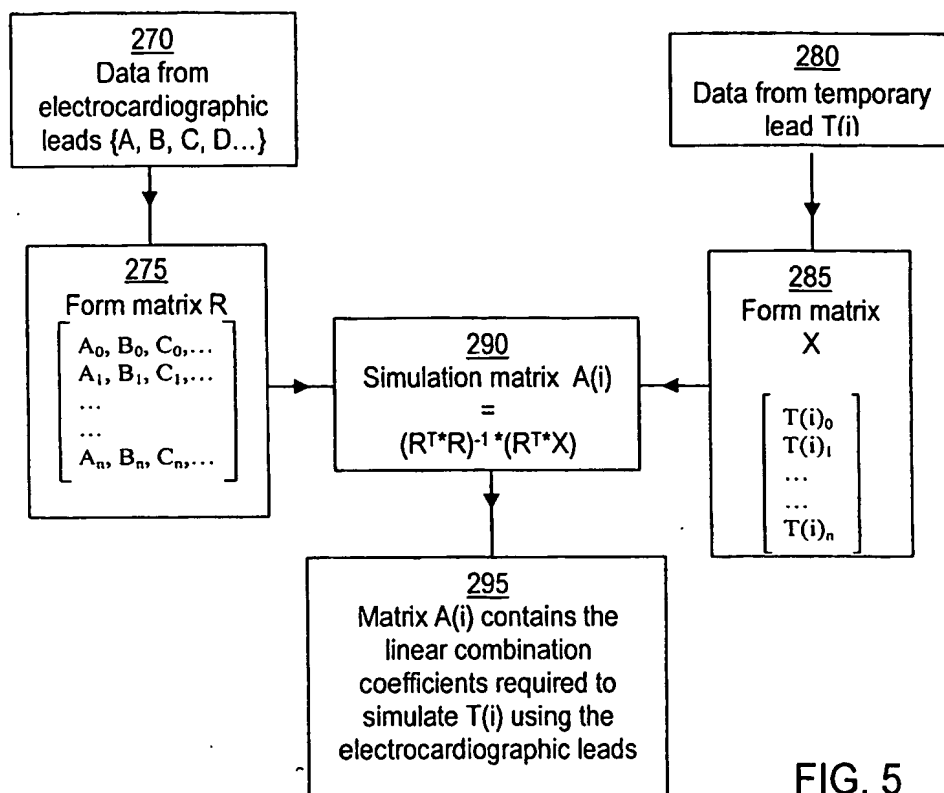 270
Data from
electrocardiographic
leads {A, B, C, D...}
280
Data from temporary
lead T(i)
275
Form matrix R
A₀, B₀, C₀,...
A₁, B₁, C₁,...
...
...
Aₙ, Bₙ, Cₙ,...
290
Simulation matrix A(i)
=
(Rᵀ*R)⁻¹*(Rᵀ*X)
285
Form matrix
X
T(i)₀
T(i)₁
...
...
T(i)ₙ
295
Matrix A(i) contains the
linear combination
coefficients required to
simulate T(i) using the
electrocardiographic leads
FIG. 5